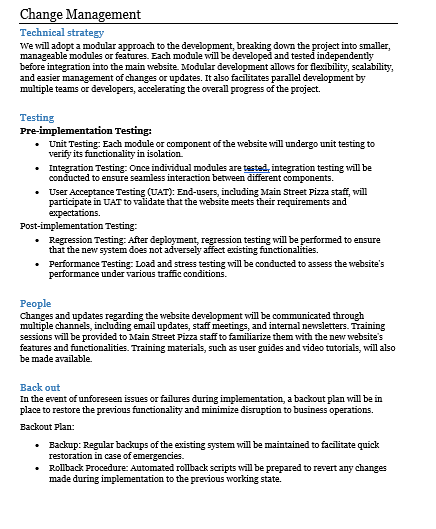 Change Management
Technical strategy
We will adopt a modular approach to the development, breaking down the project into smaller,
manageable modules or features. Each module will be developed and tested independently
before integration into the main website. Modular development allows for flexibility, scalability,
and easier management of changes or updates. It also facilitates parallel development by
multiple teams or developers, accelerating the overall progress of the project.
Testing
Pre-implementation Testing:
• Unit Testing: Each module or component of the website will undergo unit testing to
verify its functionality in isolation.
• Integration Testing: Once individual modules are tested, integration testing will be
conducted to ensure seamless interaction between different components.
• User Acceptance Testing (UAT): End-users, including Main Street Pizza staff, will
participate in UAT to validate that the website meets their requirements and
expectations.
Post-implementation Testing:
• Regression Testing: After deployment, regression testing will be performed to ensure
that the new system does not adversely affect existing functionalities.
• Performance Testing: Load and stress testing will be conducted to assess the website's
performance under various traffic conditions.
People
Changes and updates regarding the website development will be communicated through
multiple channels, including email updates, staff meetings, and internal newsletters. Training
sessions will be provided to Main Street Pizza staff to familiarize them with the new website's
features and functionalities. Training materials, such as user guides and video tutorials, will also
be made available.
Back out
In the event of unforeseen issues or failures during implementation, a backout plan will be in
place to restore the previous functionality and minimize disruption to business operations.
Backout Plan:
• Backup: Regular backups of the existing system will be maintained to facilitate quick
restoration in case of emergencies.
• Rollback Procedure: Automated rollback scripts will be prepared to revert any changes
made during implementation to the previous working state.